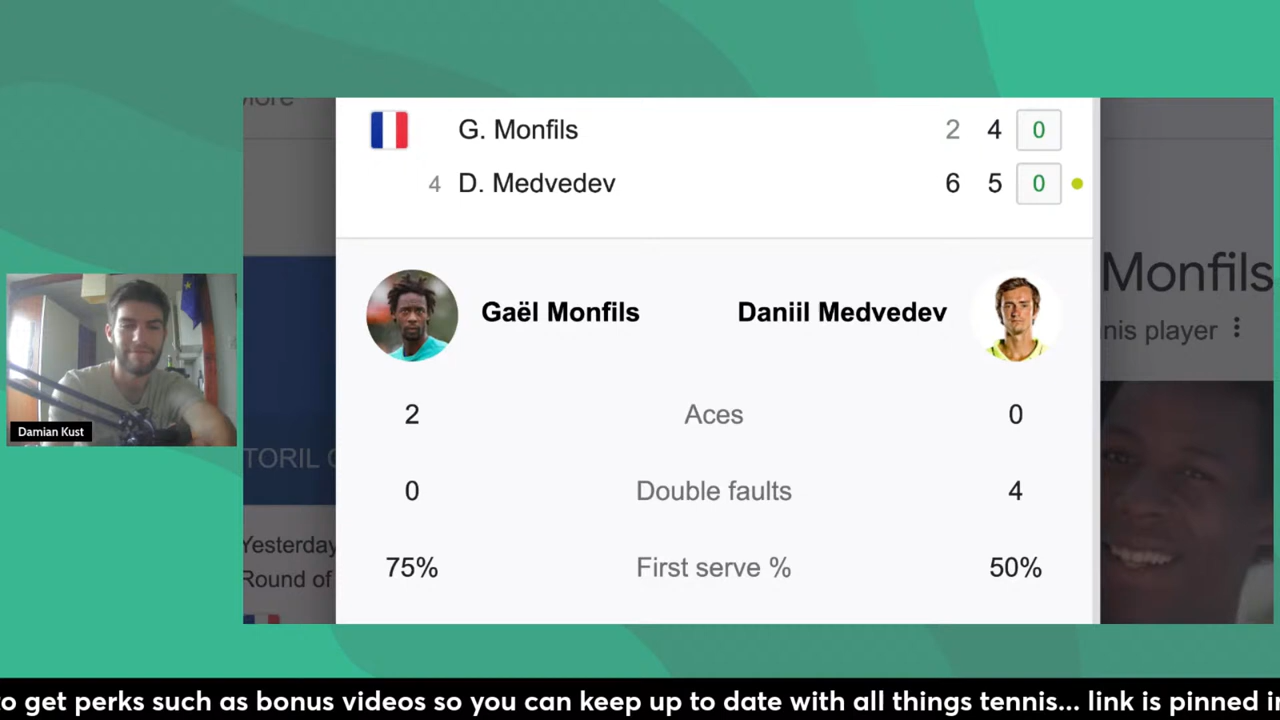 More
G. Monfils 2 4 0
4 D. Medvedev 6 5 0
Gaël Monfils Daniil Medvedev
Monfils
nis player
2 Aces 0
TORIL
0 Double faults 4
Damian Kust
Yesterday
75% First serve % 50%
Round of
to get perks such as bonus videos so you can keep up to date with all things tennis... link is pinned i